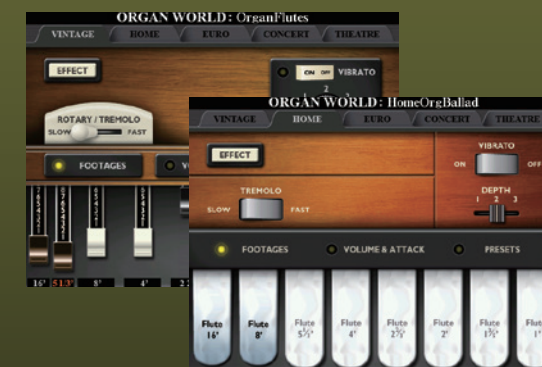 ORGAN WORLD: OrganFlutes
VINTAGE HOME EURO CONCERT THEATRE
EFFECT
ON OFF VIBRATO
2
ROTARY / TREMOLO
SLOW FAST
FOOTAGES
16' 5 1/3' 8' 4'
ORGAN WORLD: HomeOrgBallad
VINTAGE HOME EURO CONCERT THEATRE
EFFECT
VIBRATO
ON OFF
TREMOLO
SLOW FAST
DEPTH
1 2 3
FOOTAGES VOLUME & ATTACK PRESETS
Flute Flute Flute Flute Flute Flute Flute Flute
16' 8' 5⅓' 4' 2⅔' 2' 1⅗' 1'